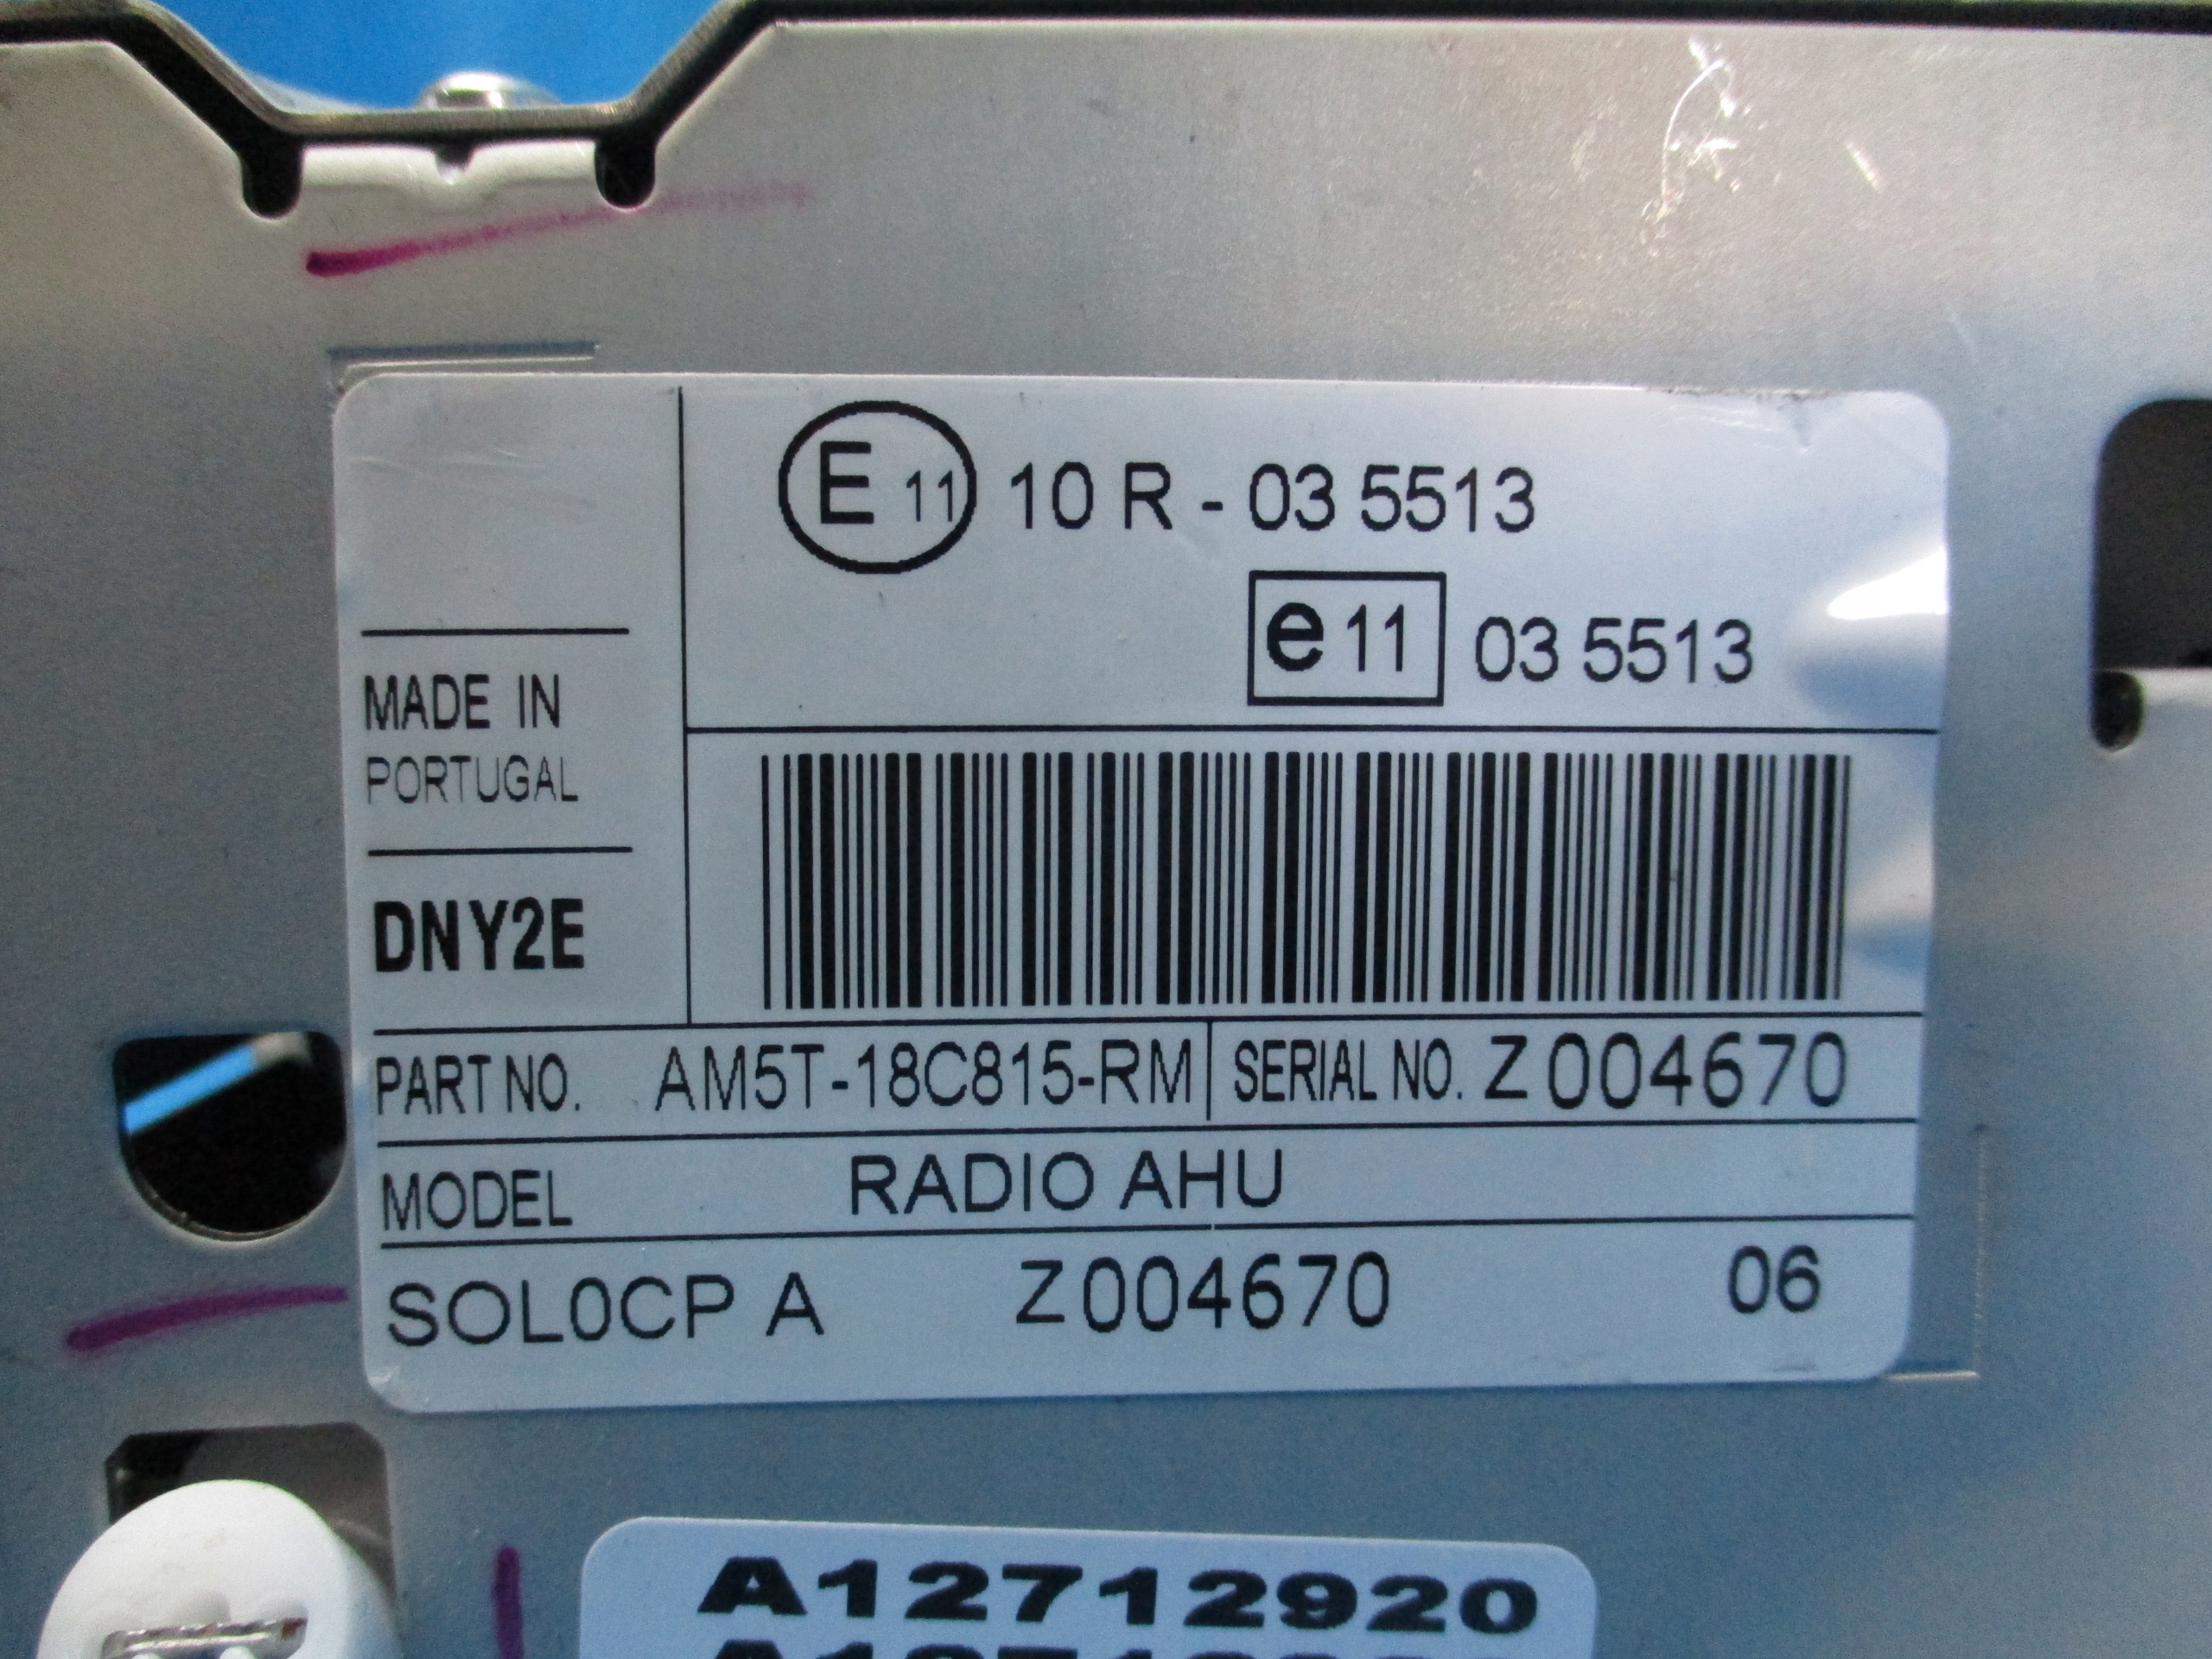 E 11 10 R - 03 5513
e 11 03 5513
MADE IN
PORTUGAL
DNY2E
PART NO. AM5T-18C815-RM SERIAL NO. Z004670
MODEL RADIO AHU
SOL0CP A Z004670 06
A12712920